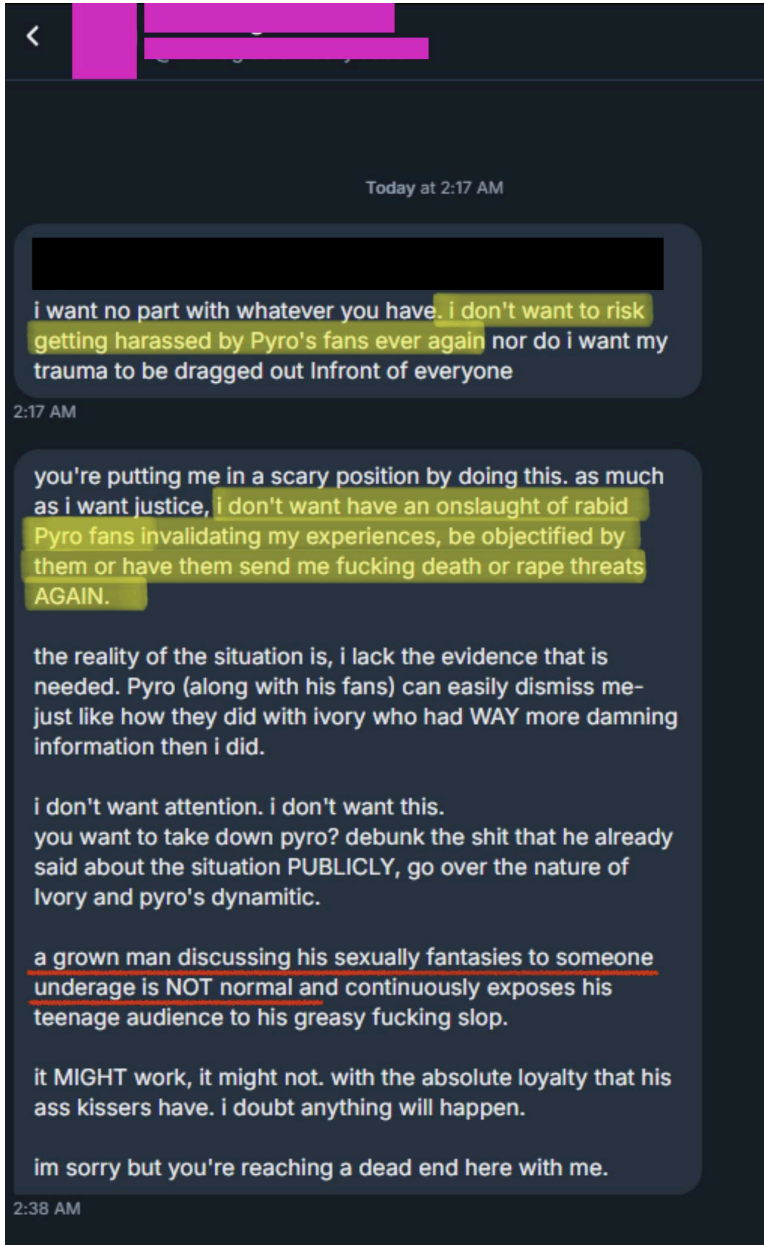 Today at 2:17 AM
i want no part with whatever you have. i don't want to risk
getting harassed by Pyro's fans ever again nor do i want my
trauma to be dragged out Infront of everyone
2:17 AM
you're putting me in a scary position by doing this. as much
as i want justice, i don't want have an onslaught of rabid
Pyro fans invalidating my experiences, be objectified by
them or have them send me fucking death or rape threats
AGAIN.
the reality of the situation is, i lack the evidence that is
needed. Pyro (along with his fans) can easily dismiss me-
just like how they did with ivory who had WAY more damning
information then i did.
i don't want attention. i don't want this.
you want to take down pyro? debunk the shit that he already
said about the situation PUBLICLY, go over the nature of
Ivory and pyro's dynamitic.
a grown man discussing his sexually fantasies to someone
underage is NOT normal and continuously exposes his
teenage audience to his greasy fucking slop.
it MIGHT work, it might not. with the absolute loyalty that his
ass kissers have. i doubt anything will happen.
im sorry but you're reaching a dead end here with me.
2:38 AM